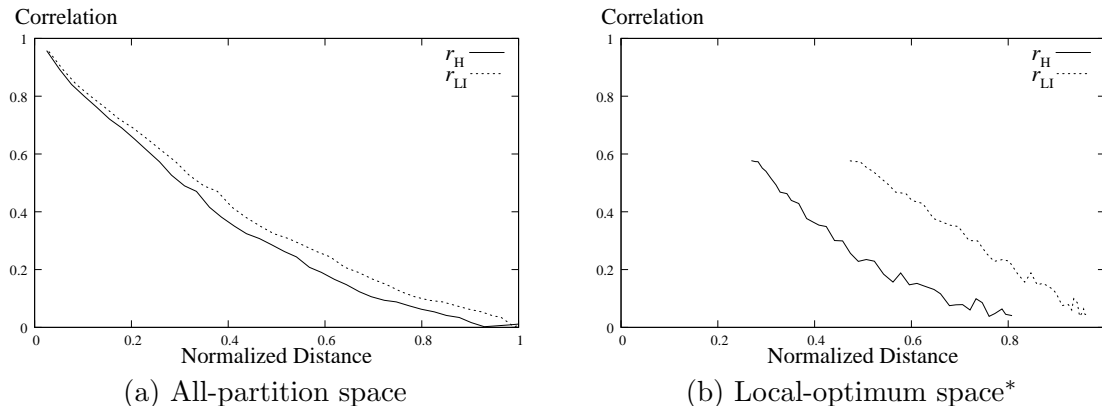 Correlation
1
0.8
0.6
0.4
0.2
0
0 0.2 0.4 0.6 0.8 1
Normalized Distance
r_H
r_LI
(a) All-partition space
Correlation
1
0.8
0.6
0.4
0.2
0
0 0.2 0.4 0.6 0.8 1
Normalized Distance
r_H
r_LI
(b) Local-optimum space*